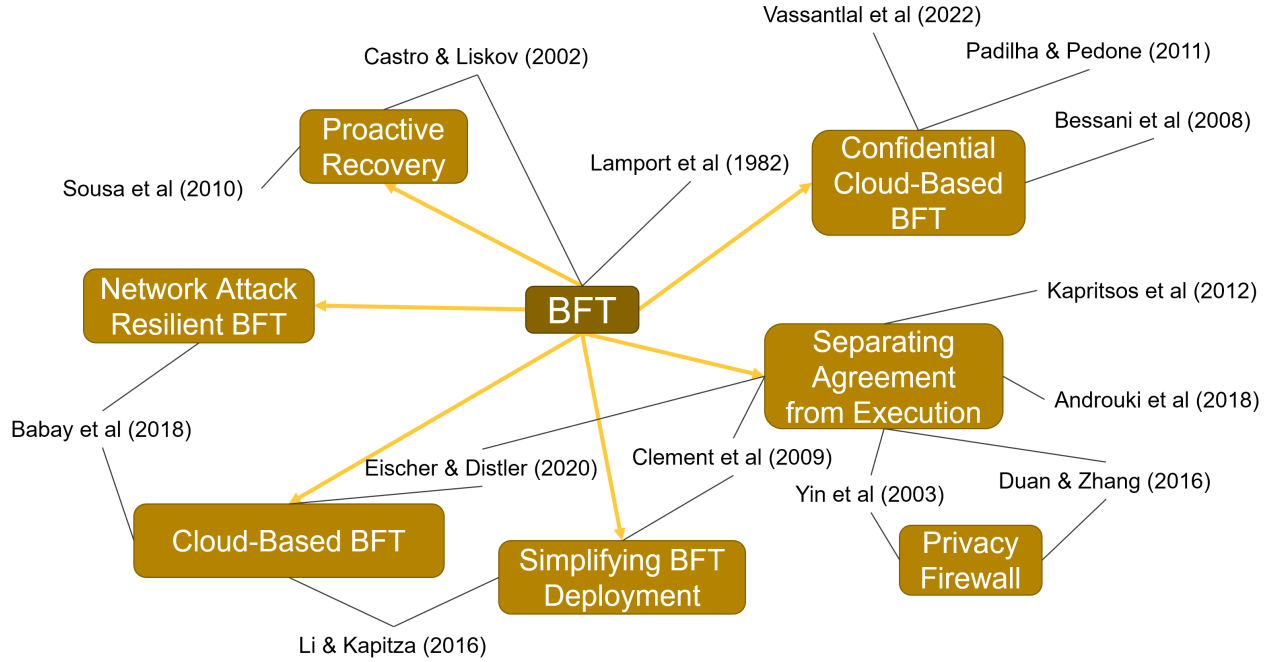 Vassantlal et al (2022)
Castro & Liskov (2002)
Padilha & Pedone (2011)
Bessani et al (2008)
Proactive
Recovery
Confidential
Cloud-Based
BFT
Lamport et al (1982)
Sousa et al (2010)
Network Attack
Resilient BFT
BFT
Kapritsos et al (2012)
Separating
Agreement
from Execution
Androuki et al (2018)
Babay et al (2018)
Eischer & Distler (2020)
Clement et al (2009)
Yin et al (2003)
Duan & Zhang (2016)
Cloud-Based BFT
Simplifying BFT
Deployment
Privacy
Firewall
Li & Kapitza (2016)